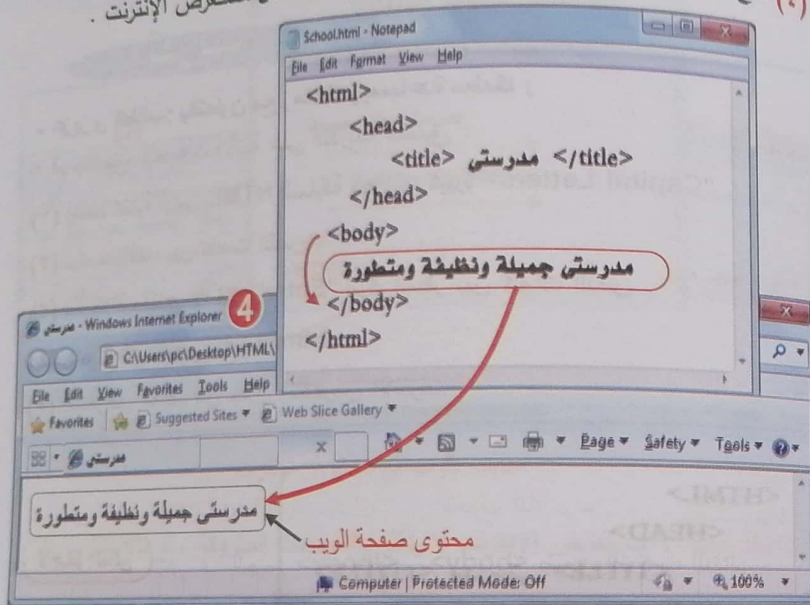 (٤)
ستعرض الإنترنت .
School.html - Notepad
File Edit Format View Help
<html>
<head>
<title> مدرستي </title>
</head>
<body>
مدرستي جميلة ونظيفة ومتطورة
</body>
</html>
4
مدرستي - Windows Internet Explorer
C:\Users\pc\Desktop\HTML\
File Edit View Favorites Tools Help
Favorites Suggested Sites Web Slice Gallery
مدرستي Page Safety Tools
مدرستي جميلة ونظيفة ومتطورة
محتوى صفحة الويب
Computer | Protected Mode: Off 100%